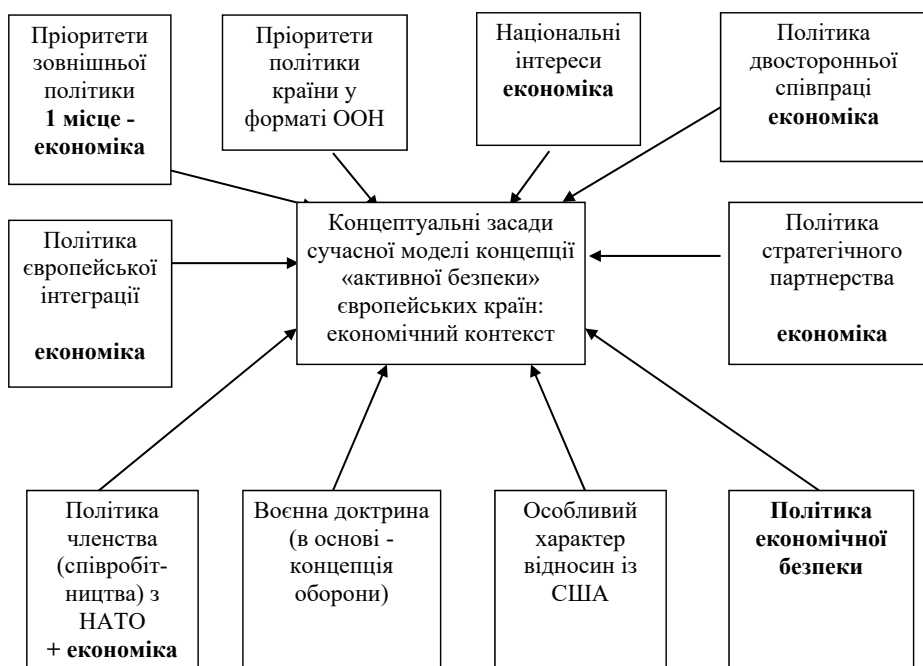 Пріоритети
зовнішньої
політики
1 місце -
економіка
Пріоритети
політики
країни у
форматі ООН
Національні
інтереси
економіка
Політика
двосторонньої
співпраці
економіка
Політика
європейської
інтеграції
економіка
Концептуальні засади
сучасної моделі концепції
«активної безпеки»
європейських країн:
економічний контекст
Політика
стратегічного
партнерства
економіка
Політика
членства
(співробіт-
ництва) з
НАТО
+ економіка
Воєнна доктрина
(в основі -
концепція
оборони)
Особливий
характер
відносин із
США
Політика
економічної
безпеки